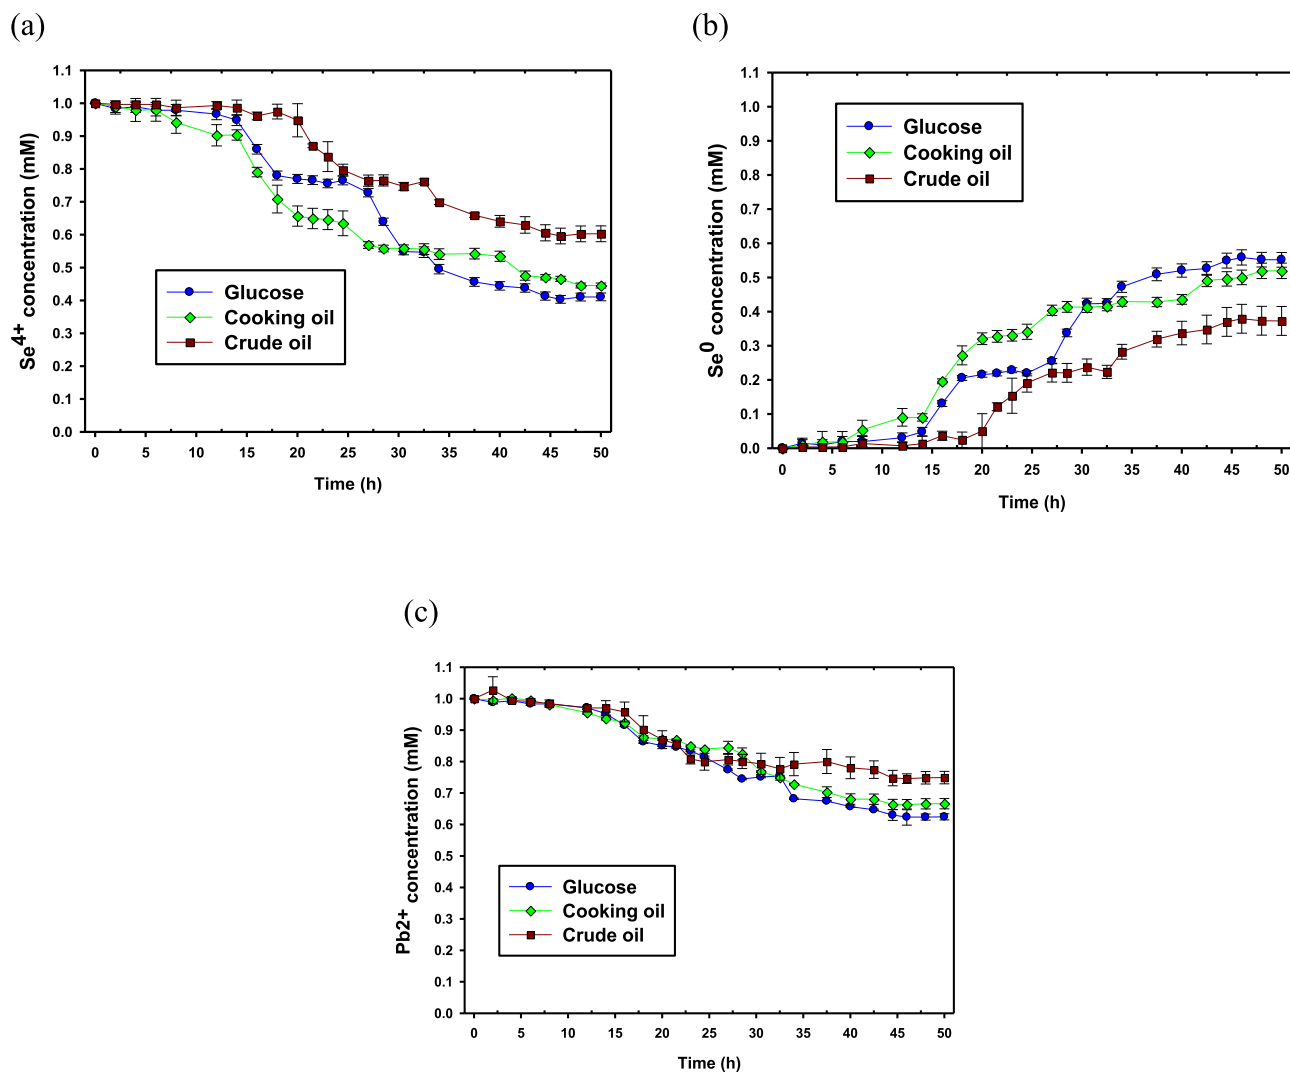 (a)
1.1
1.0
0.9
0.8
0.7
0.6
0.5
0.4
0.3
0.2
0.1
0.0
Se4+ concentration (mM)
Glucose
Cooking oil
Crude oil
0 5 10 15 20 25 30 35 40 45 50
Time (h)
(b)
1.1
1.0
0.9
0.8
0.7
0.6
0.5
0.4
0.3
0.2
0.1
0.0
Se0 concentration (mM)
Glucose
Cooking oil
Crude oil
0 5 10 15 20 25 30 35 40 45 50
Time (h)
(c)
1.1
1.0
0.9
0.8
0.7
0.6
0.5
0.4
0.3
0.2
0.1
0.0
Pb2+ concentration (mM)
Glucose
Cooking oil
Crude oil
0 5 10 15 20 25 30 35 40 45 50
Time (h)